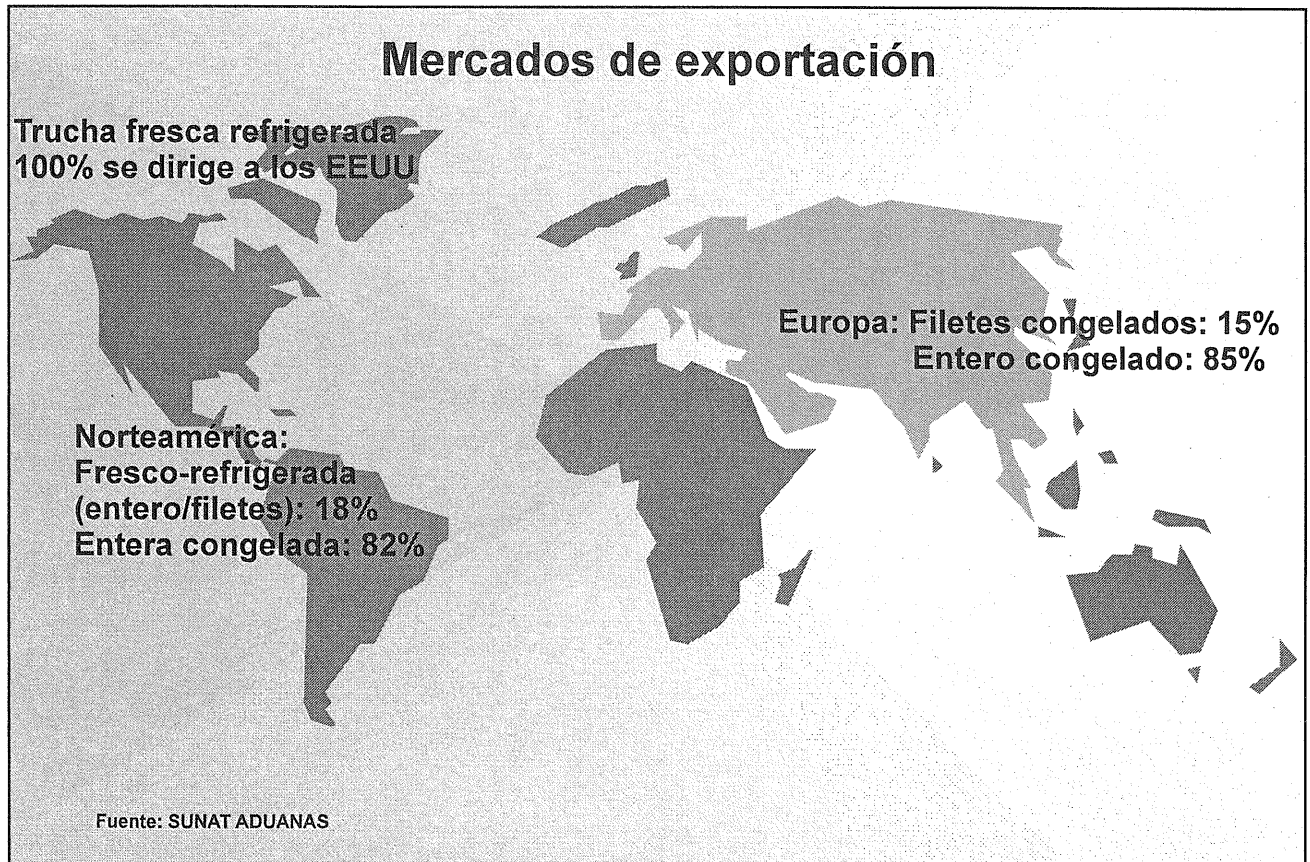 Mercados de exportación
Trucha fresca refrigerada
100% se dirige a los EEUU
Europa: Filetes congelados: 15%
Entero congelado: 85%
Norteamérica:
Fresco-refrigerada
(entero/filetes): 18%
Entera congelada: 82%
Fuente: SUNAT ADUANAS